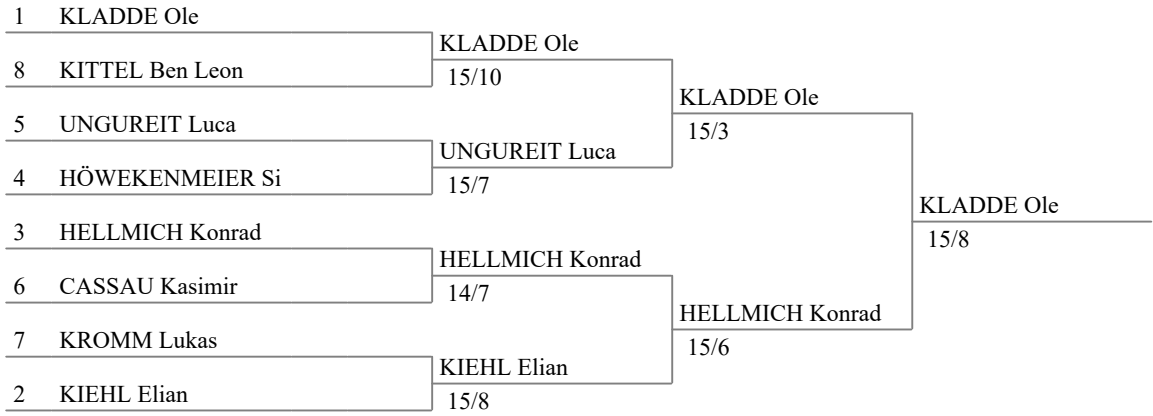 1 KLADDE Ole
KLADDE Ole
8 KITTEL Ben Leon
15/10
KLADDE Ole
5 UNGUREIT Luca
15/3
UNGUREIT Luca
4 HÖWEKENMEIER Si
15/7
KLADDE Ole
3 HELLMICH Konrad
15/8
HELLMICH Konrad
6 CASSAU Kasimir
14/7
HELLMICH Konrad
7 KROMM Lukas
15/6
KIEHL Elian
2 KIEHL Elian
15/8